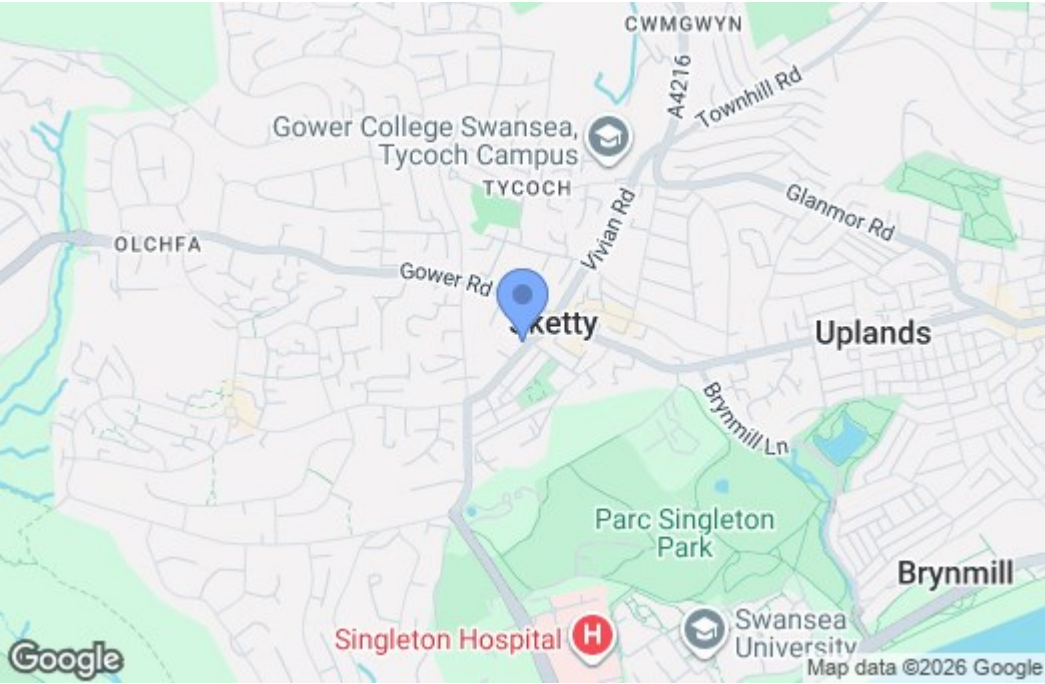 CWMGWYN
A4216
Townhill Rd
Gower College Swansea,
Tycoch Campus
TYCOCH
Glanmor Rd
Vivian Rd
OLCHFA
Gower Rd
Sketty
Uplands
Brynmill Ln
Parc Singleton
Park
Brynmill
Singleton Hospital
H
Swansea
University
Google
Map data ©2026 Google